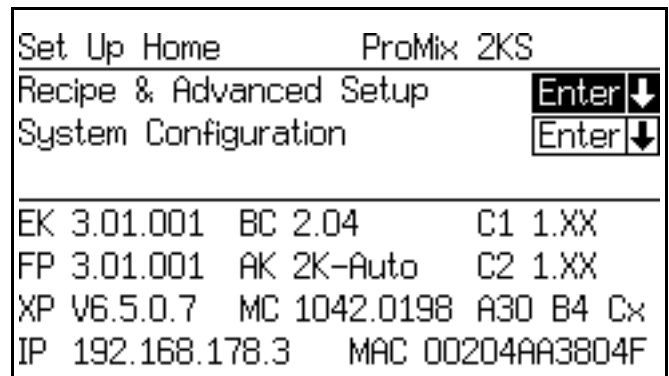 Set Up Home ProMix 2KS
Recipe & Advanced Setup Enter
System Configuration Enter
EK 3.01.001 BC 2.04 C1 1.XX
FP 3.01.001 AK 2K-Auto C2 1.XX
XP V6.5.0.7 MC 1042.0198 A30 B4 Cx
IP 192.168.178.3 MAC 00204AA3804F